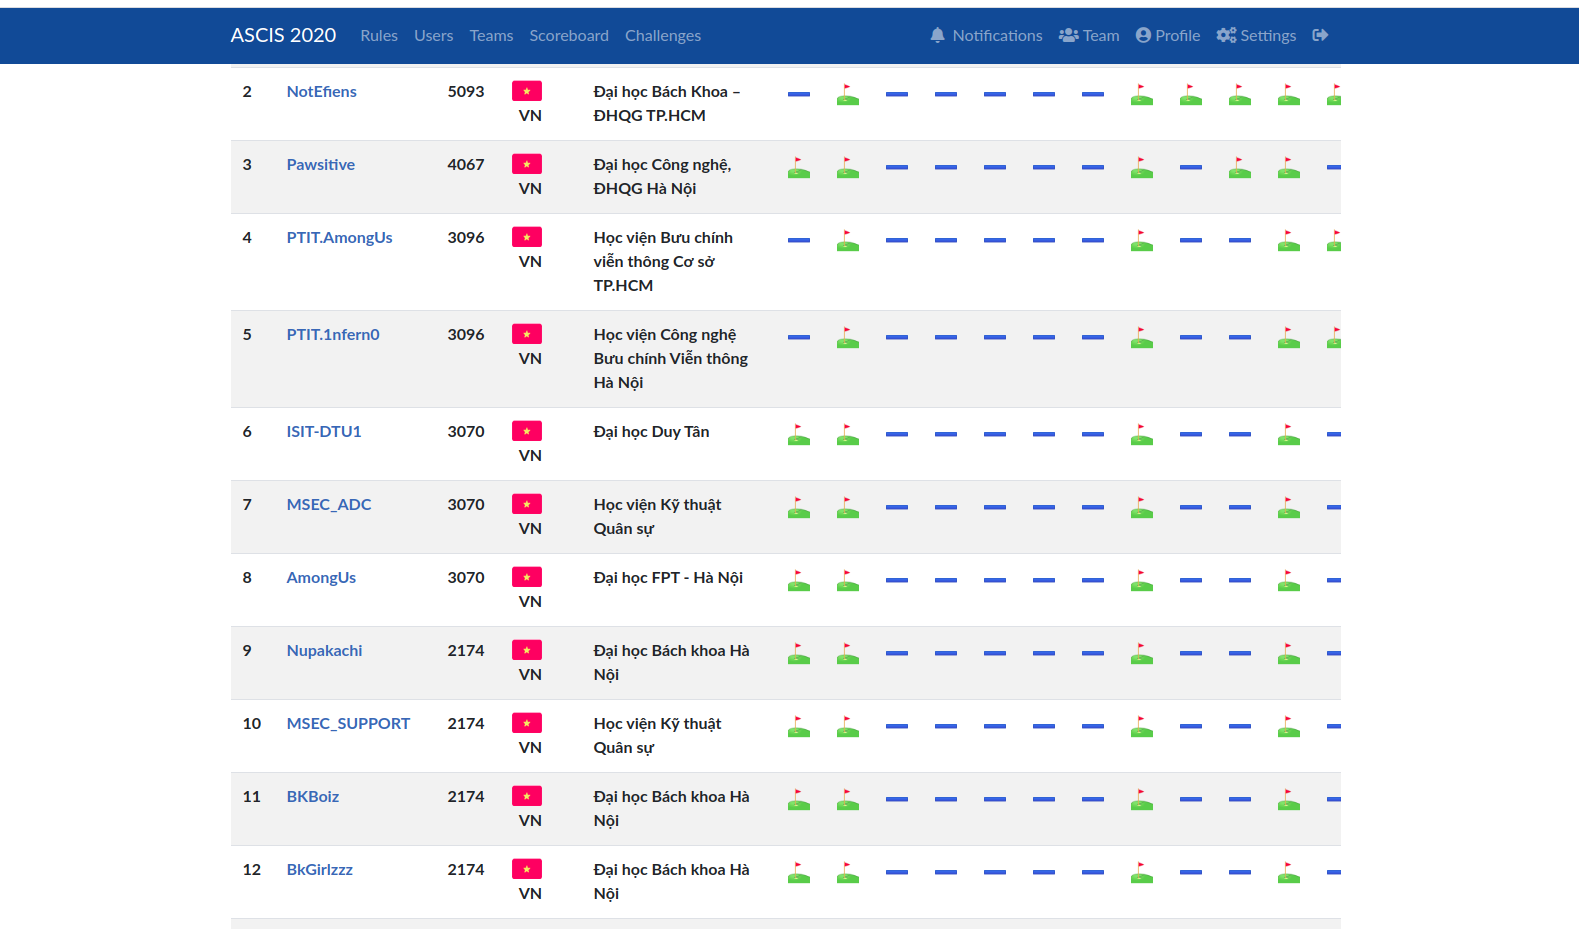 ASCIS 2020 Rules Users Teams Scoreboard Challenges Notifications Team Profile Settings
2 NotEfiens 5093 Đại học Bách Khoa –
VN ĐHQG TP.HCM
3 Pawsitive 4067 Đại học Công nghệ,
VN ĐHQG Hà Nội
4 PTIT.AmongUs 3096 Học viện Bưu chính
VN viễn thông Cơ sở
TP.HCM
5 PTIT.1nfern0 3096 Học viện Công nghệ
VN Bưu chính Viễn thông
Hà Nội
6 ISIT-DTU1 3070 Đại học Duy Tân
VN
7 MSEC_ADC 3070 Học viện Kỹ thuật
VN Quân sự
8 AmongUs 3070 Đại học FPT - Hà Nội
VN
9 Nupakachi 2174 Đại học Bách khoa Hà
VN Nội
10 MSEC_SUPPORT 2174 Học viện Kỹ thuật
VN Quân sự
11 BKBoiz 2174 Đại học Bách khoa Hà
VN Nội
12 BkGirlzzz 2174 Đại học Bách khoa Hà
VN Nội